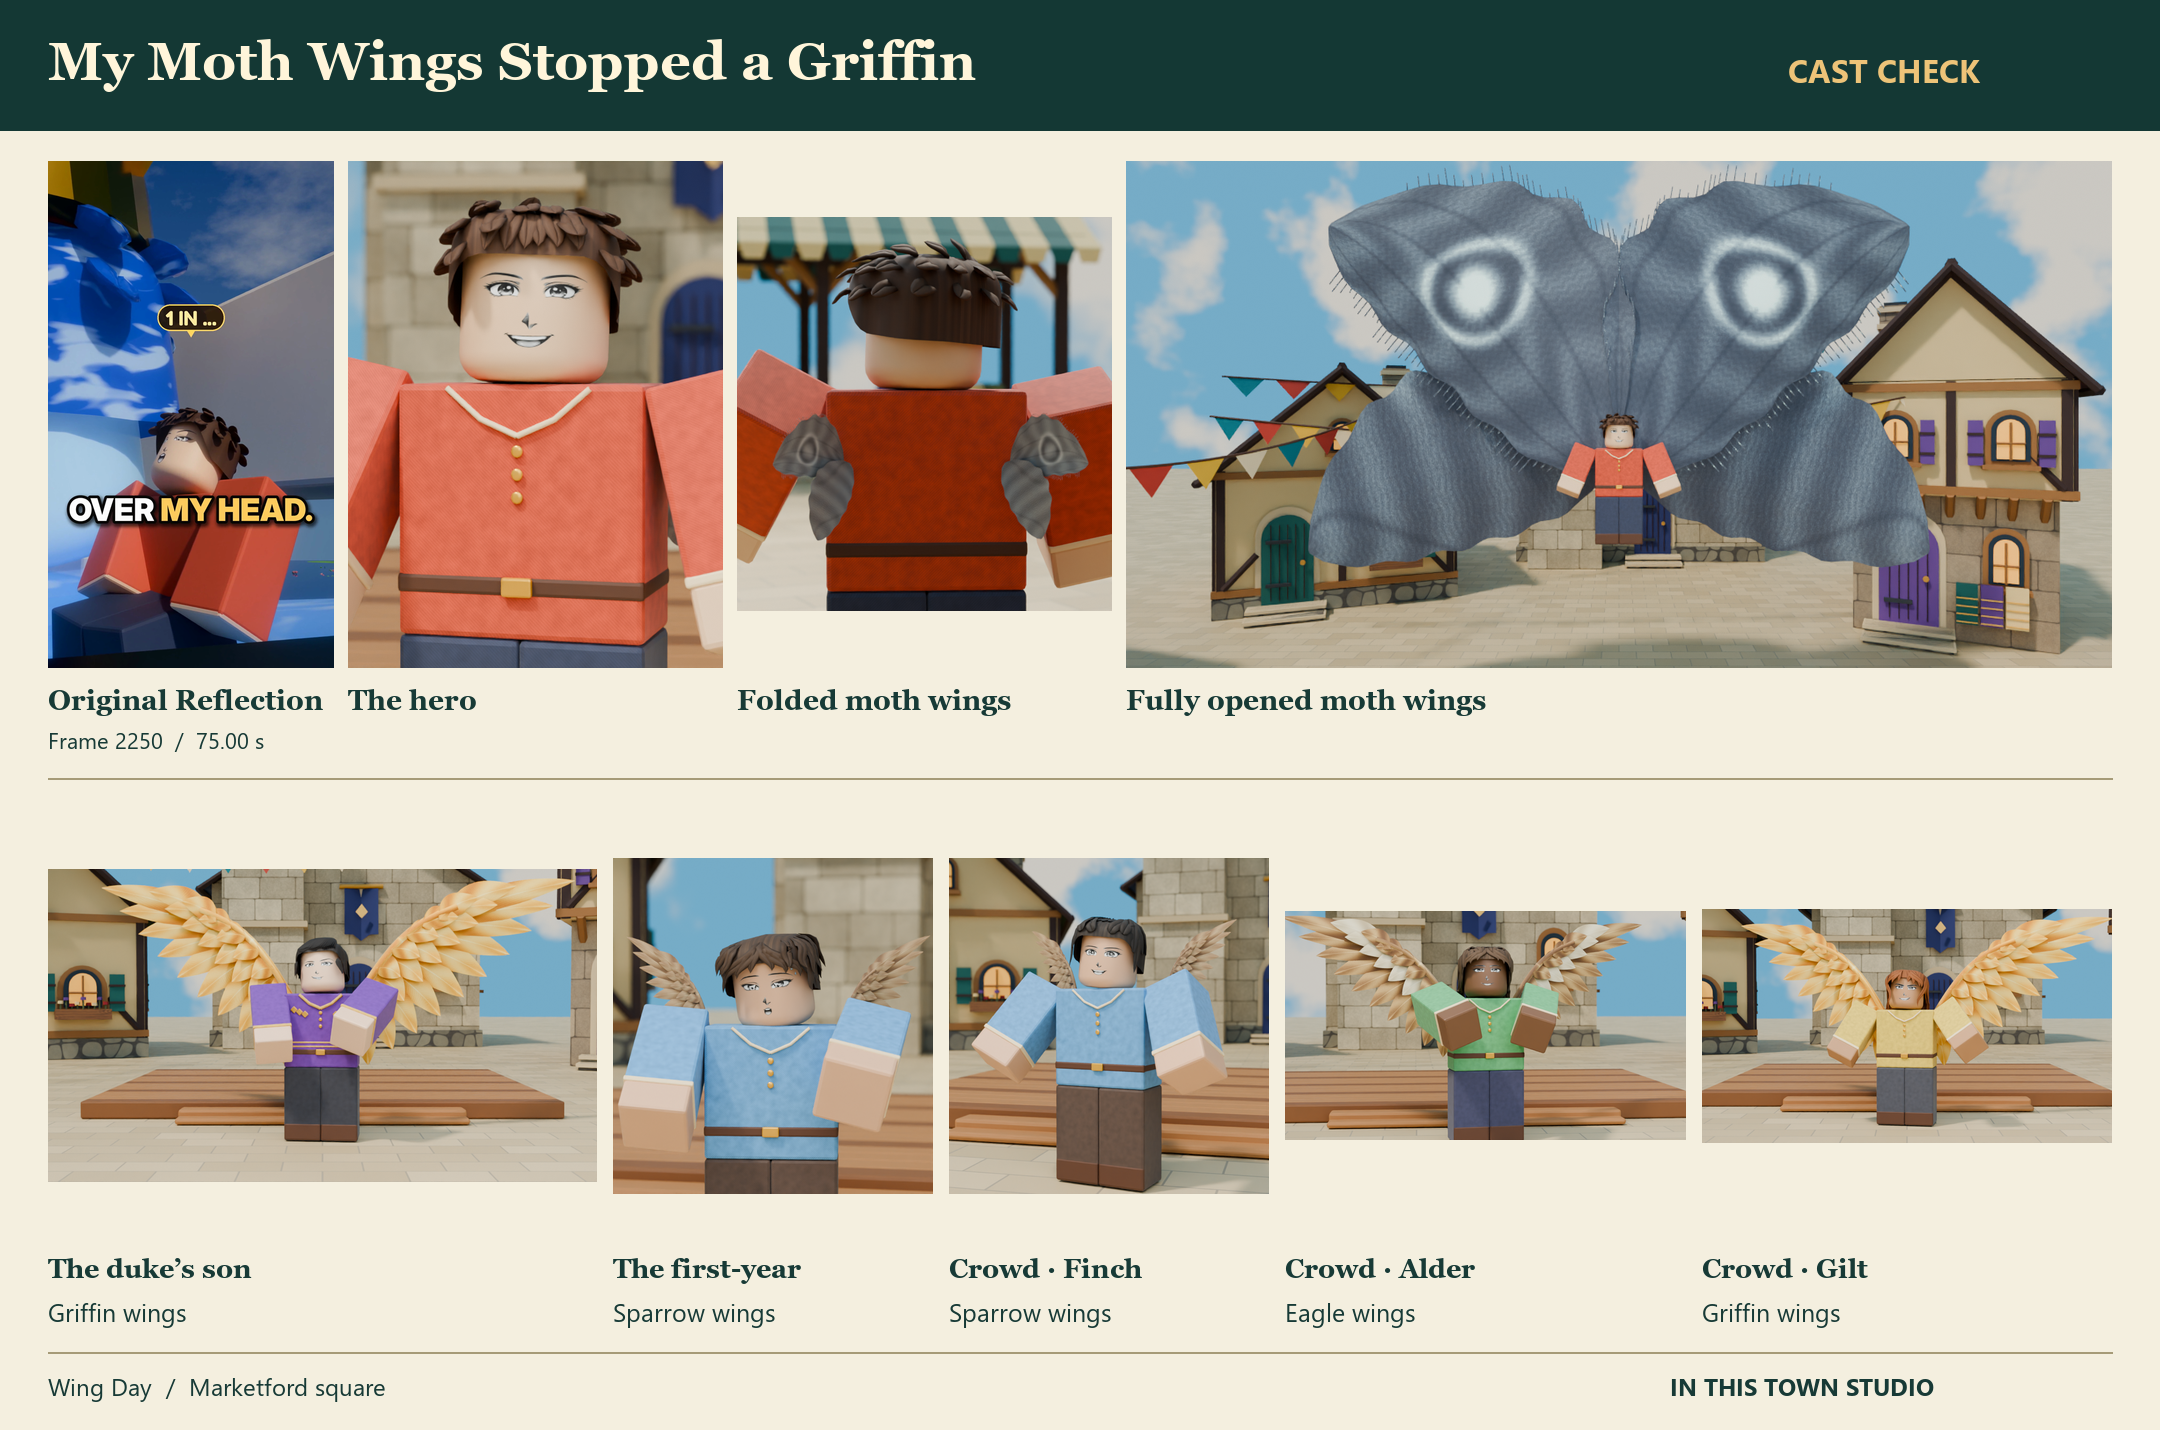 My Moth Wings Stopped a Griffin
CAST CHECK
1 IN ...
OVER MY HEAD.
Original Reflection
Frame 2250 / 75.00 s
The hero
Folded moth wings
Fully opened moth wings
The duke’s son
Griffin wings
The first-year
Sparrow wings
Crowd · Finch
Sparrow wings
Crowd · Alder
Eagle wings
Crowd · Gilt
Griffin wings
Wing Day / Marketford square
IN THIS TOWN STUDIO